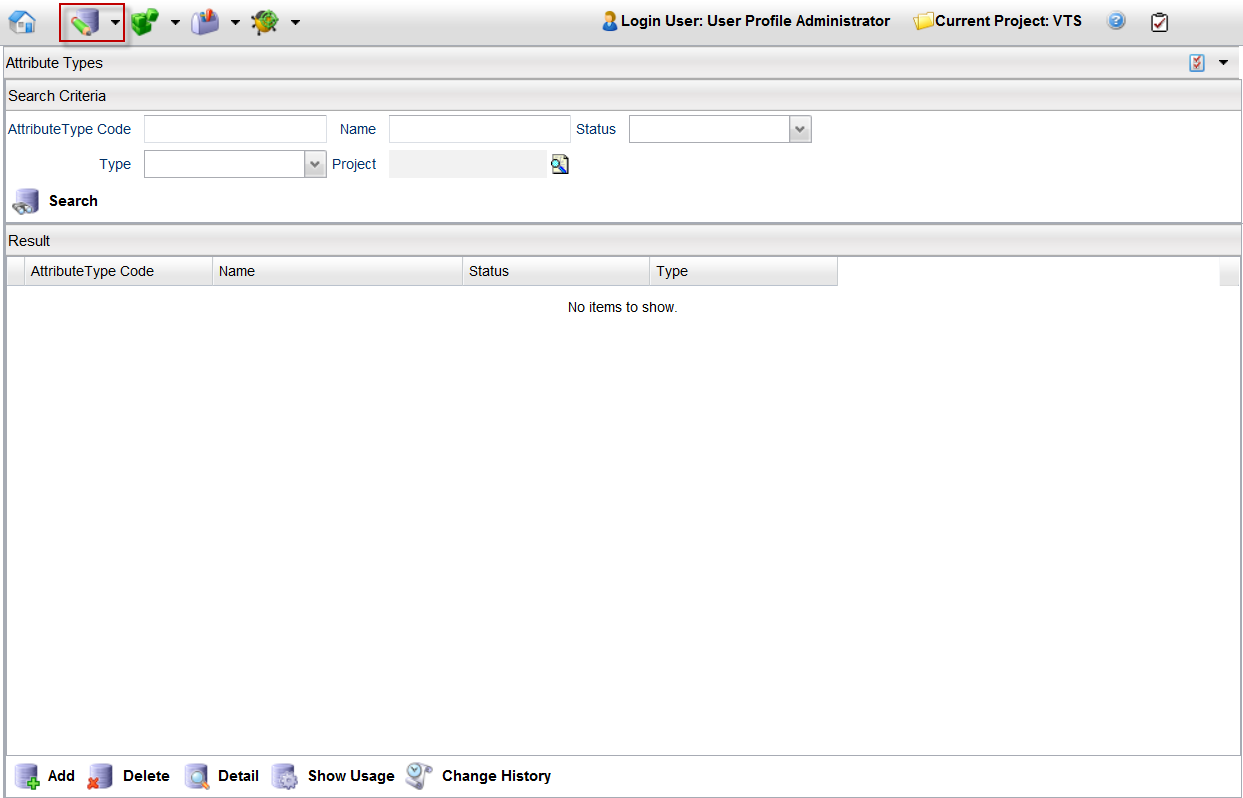 Login User: User Profile Administrator Current Project: VTS
Attribute Types
Search Criteria
AttributeType Code Name Status
Type Project
Search
Result
AttributeType Code Name Status Type
No items to show.
Add Delete Detail Show Usage Change History